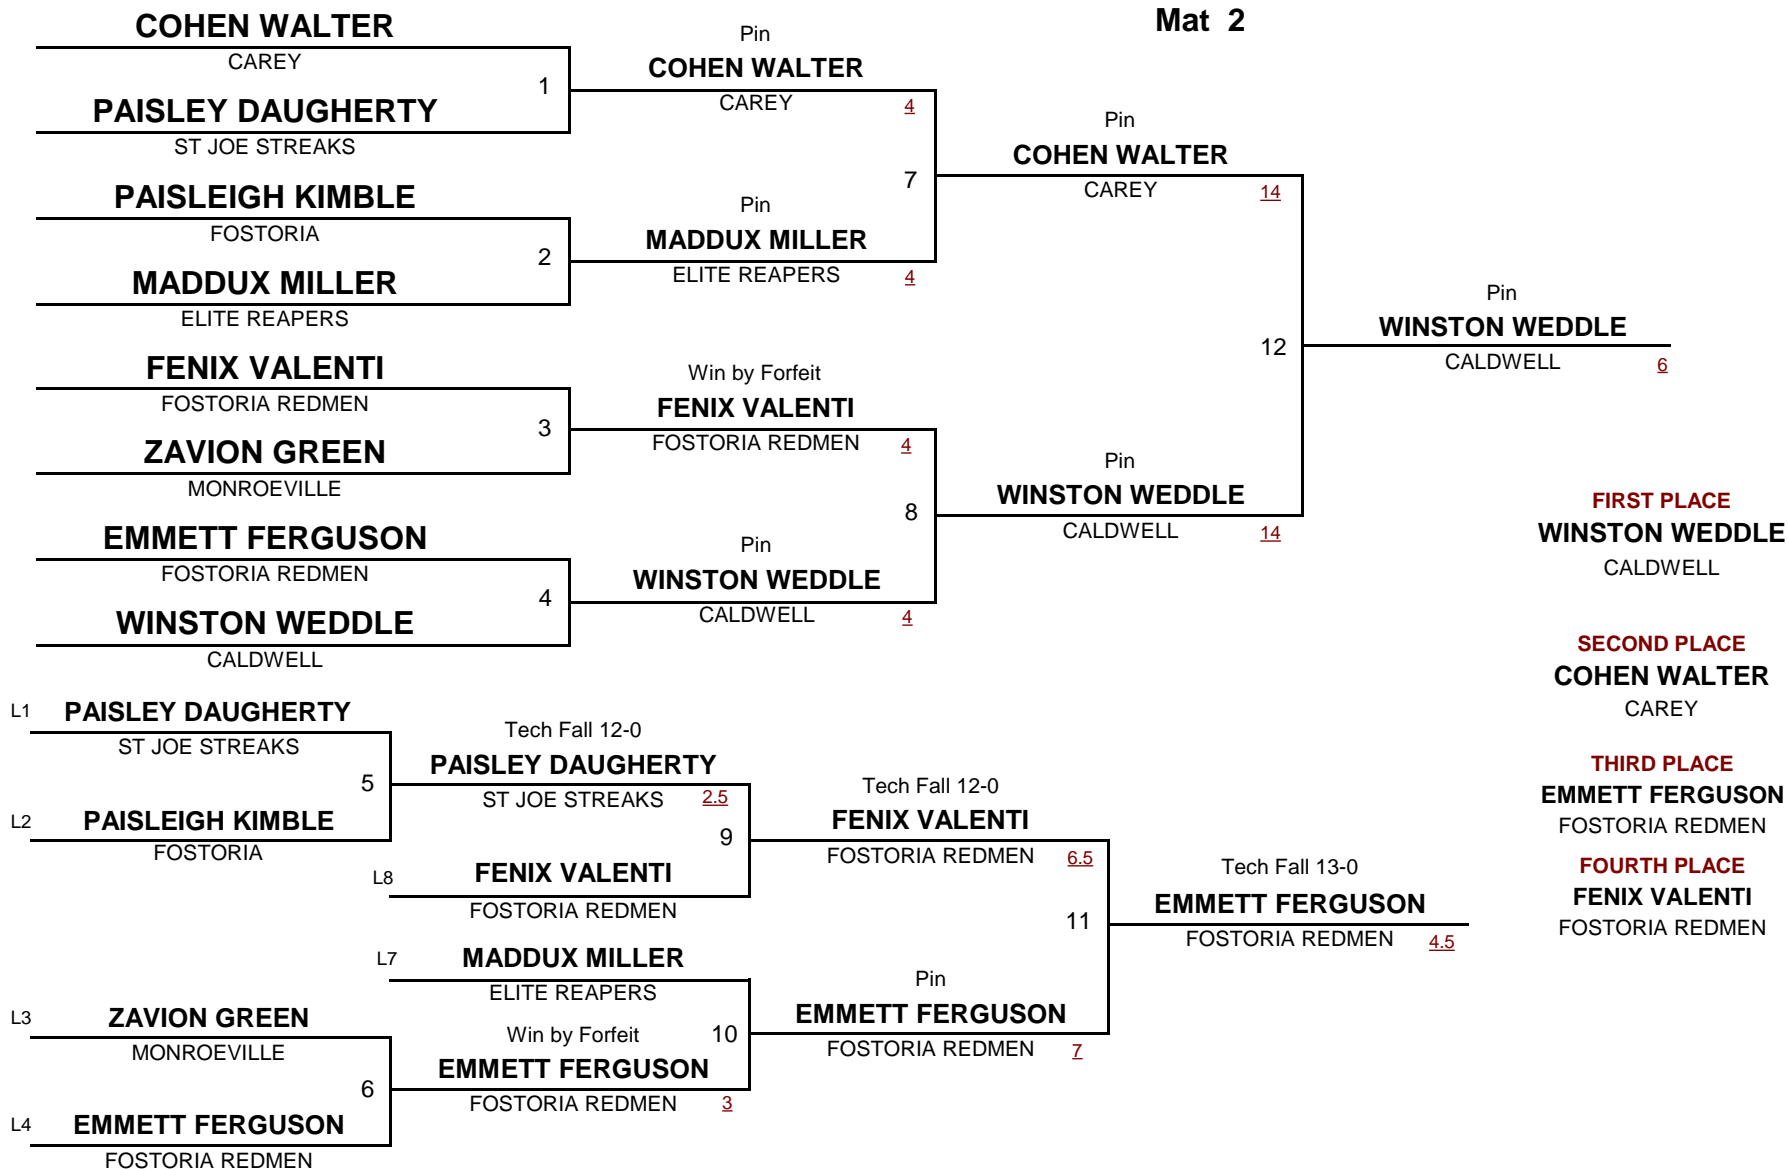 Mat 2
COHEN WALTER
CAREY
1
PAISLEY DAUGHERTY
ST JOE STREAKS
PAISLEIGH KIMBLE
FOSTORIA
2
MADDUX MILLER
ELITE REAPERS
FENIX VALENTI
FOSTORIA REDMEN
3
ZAVION GREEN
MONROEVILLE
EMMETT FERGUSON
FOSTORIA REDMEN
4
WINSTON WEDDLE
CALDWELL
Pin
COHEN WALTER
CAREY 4
7
Pin
MADDUX MILLER
ELITE REAPERS 4
Win by Forfeit
FENIX VALENTI
FOSTORIA REDMEN 4
8
Pin
WINSTON WEDDLE
CALDWELL 4
Pin
COHEN WALTER
CAREY 14
12
Pin
WINSTON WEDDLE
CALDWELL 14
Pin
WINSTON WEDDLE
CALDWELL 6
L1 PAISLEY DAUGHERTY
ST JOE STREAKS
5
L2 PAISLEIGH KIMBLE
FOSTORIA
L3 ZAVION GREEN
MONROEVILLE
6
L4 EMMETT FERGUSON
FOSTORIA REDMEN
Tech Fall 12-0
PAISLEY DAUGHERTY
ST JOE STREAKS 2.5
9
L8 FENIX VALENTI
FOSTORIA REDMEN
L7 MADDUX MILLER
ELITE REAPERS
10
Win by Forfeit
EMMETT FERGUSON
FOSTORIA REDMEN 3
Tech Fall 12-0
FENIX VALENTI
FOSTORIA REDMEN 6.5
11
Pin
EMMETT FERGUSON
FOSTORIA REDMEN 7
Tech Fall 13-0
EMMETT FERGUSON
FOSTORIA REDMEN 4.5
FIRST PLACE
WINSTON WEDDLE
CALDWELL
SECOND PLACE
COHEN WALTER
CAREY
THIRD PLACE
EMMETT FERGUSON
FOSTORIA REDMEN
FOURTH PLACE
FENIX VALENTI
FOSTORIA REDMEN